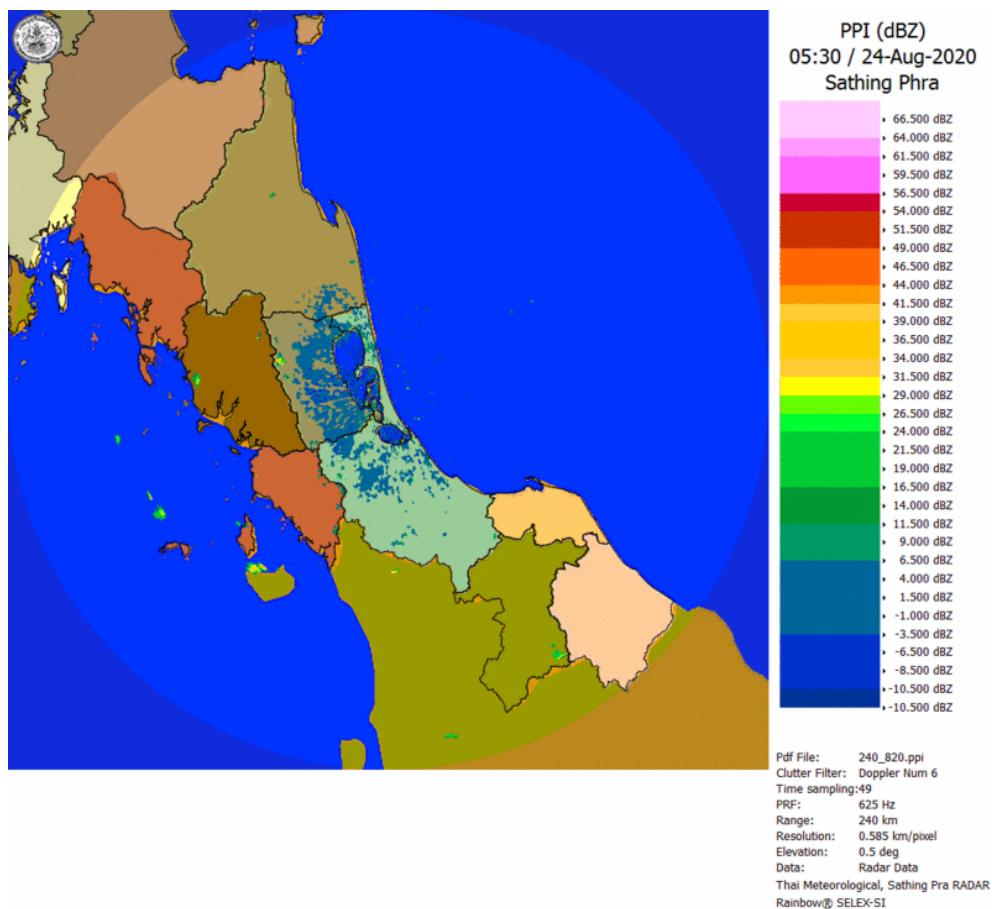 PPI (dBZ)
05:30 / 24-Aug-2020
Sathing Phra
66.500 dBZ
64.000 dBZ
61.500 dBZ
59.500 dBZ
56.500 dBZ
54.000 dBZ
51.500 dBZ
49.000 dBZ
46.500 dBZ
44.000 dBZ
41.500 dBZ
39.000 dBZ
36.500 dBZ
34.000 dBZ
31.500 dBZ
29.000 dBZ
26.500 dBZ
24.000 dBZ
21.500 dBZ
19.000 dBZ
16.500 dBZ
14.000 dBZ
11.500 dBZ
9.000 dBZ
6.500 dBZ
4.000 dBZ
1.500 dBZ
-1.000 dBZ
-3.500 dBZ
-6.500 dBZ
-8.500 dBZ
-10.500 dBZ
-10.500 dBZ
Pdf File: 240_820.ppi
Clutter Filter: Doppler Num 6
Time sampling:49
PRF: 625 Hz
Range: 240 km
Resolution: 0.585 km/pixel
Elevation: 0.5 deg
Data: Radar Data
Thai Meteorological, Sathing Pra RADAR
Rainbow® SELEX-SI